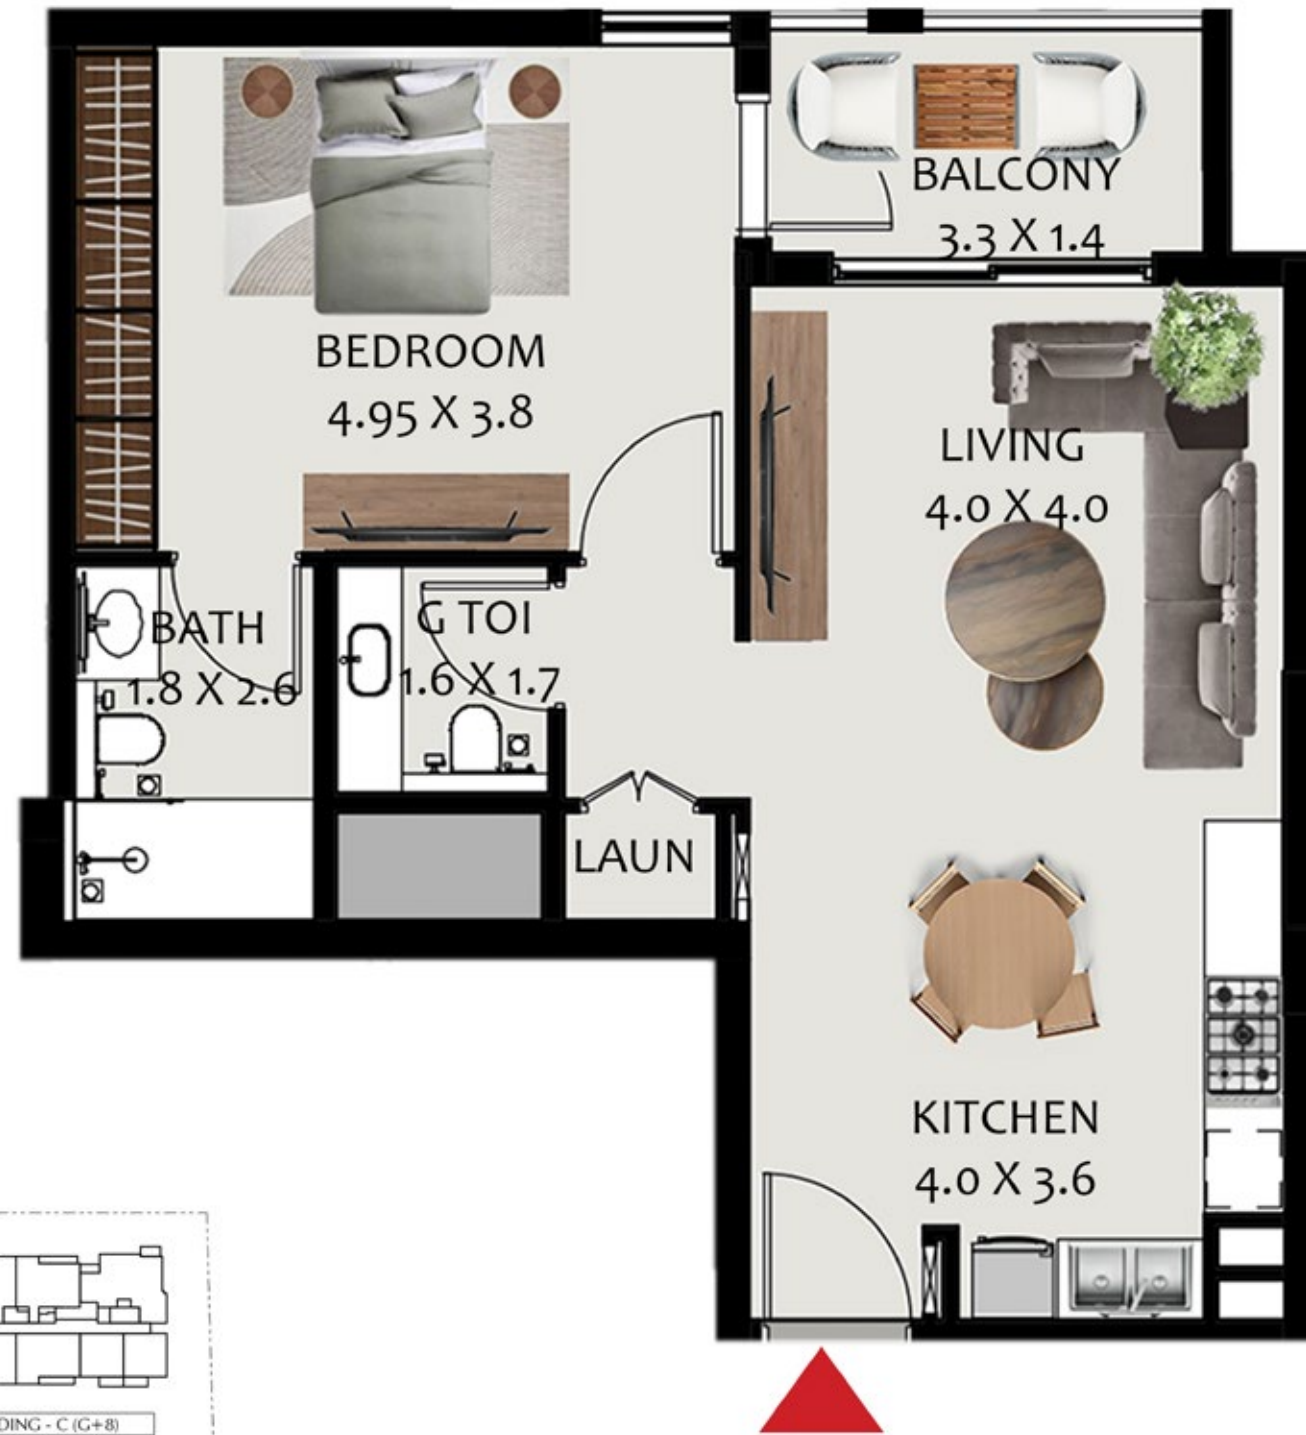 BALCONY
3.3 X 1.4
BEDROOM
4.95 X 3.8
LIVING
4.0 X 4.0
BATH
1.8 X 2.6
G TOI
1.6 X 1.7
LAUN
KITCHEN
4.0 X 3.6
DING - C (G+8)